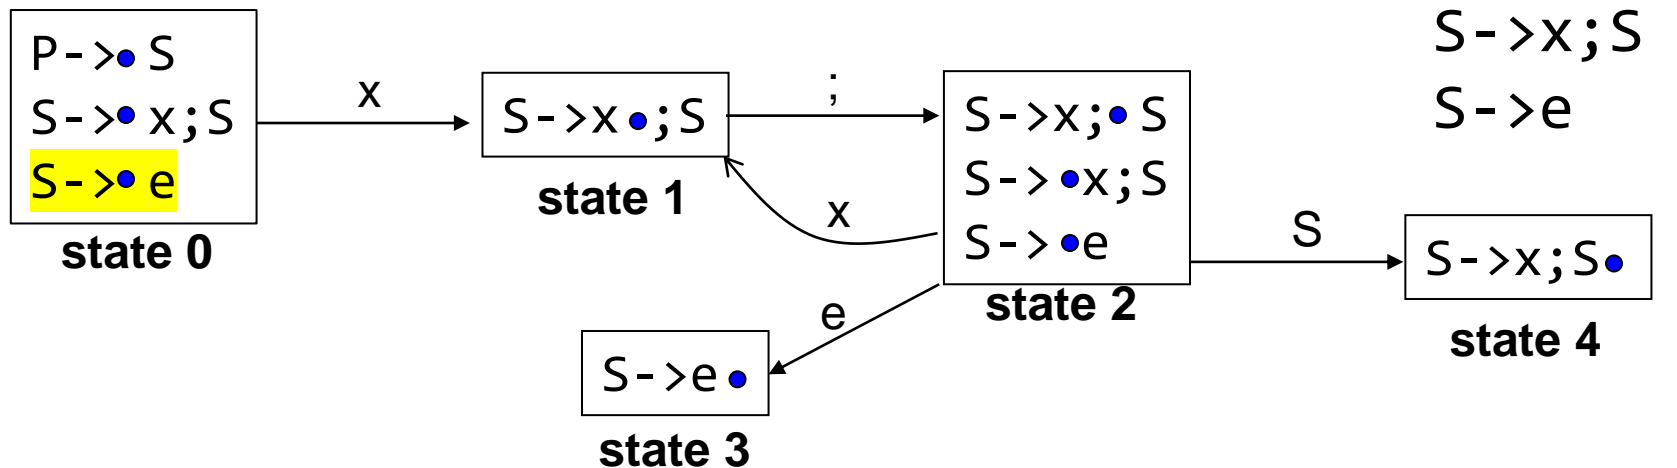 P->• S
S->• x;S
S->• e
state 0
x
S->x •;S
state 1
;
x
S->x;• S
S-> •x;S
S-> •e
state 2
e
S->e •
state 3
S
S->x;S•
state 4
S->x;S
S->e